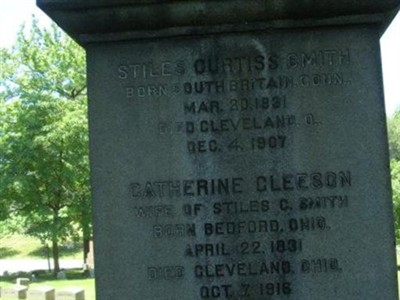 STILES CURTISS SMITH
BORN SOUTH BRITAIN CONN.
MAR. 20. 1831
DIED CLEVELAND O.
DEC. 4. 1907
CATHERINE GLEESON
WIFE OF STILES C. SMITH
BORN BEDFORD, OHIO,
APRIL 22. 1831
DIED CLEVELAND, OHIO,
OCT. 7. 1916